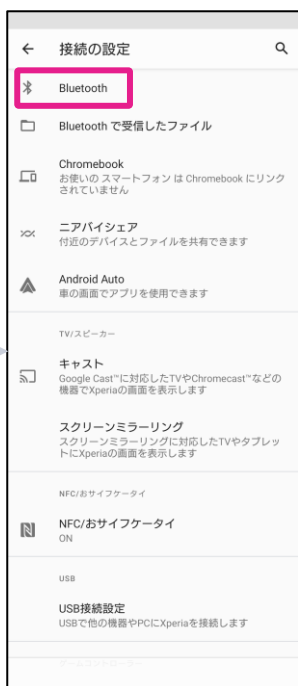 接続の設定
Bluetooth
Bluetooth で受信したファイル
Chromebook
お使いの スマートフォン は Chromebook にリンク
されていません
ニアバイシェア
付近のデバイスとファイルを共有できます
Android Auto
車の画面でアプリを使用できます
TV/スピーカー
キャスト
Google Cast™に対応したTVやChromecast™などの
機器でXperiaの画面を表示します
スクリーンミラーリング
スクリーンミラーリングに対応したTVやタブレッ
トにXperiaの画面を表示します
NFC/おサイフケータイ
NFC/おサイフケータイ
ON
USB
USB接続設定
USBで他の機器やPCにXperiaを接続します